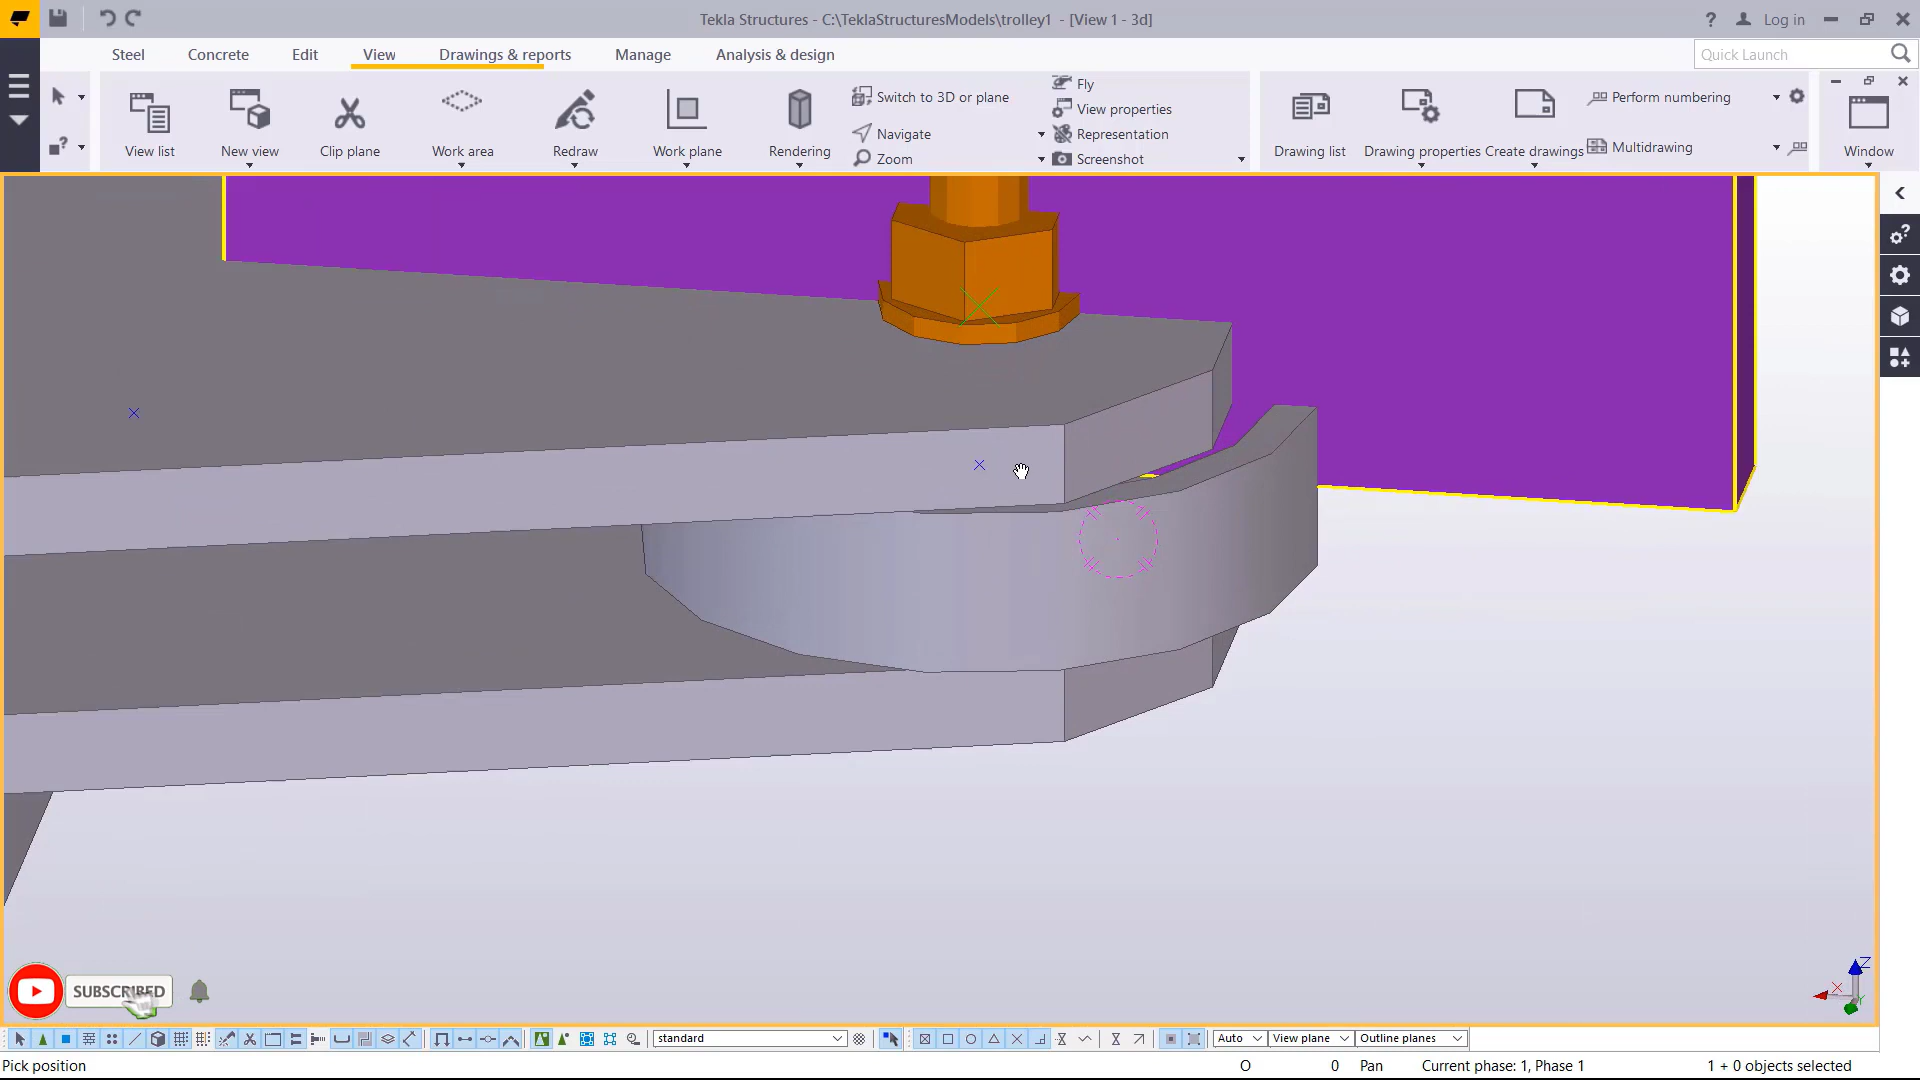 Tekla Structures - C:\TeklaStructuresModels\trolley1 - [View 1 - 3d]
? Log in
Steel Concrete Edit View Drawings & reports Manage Analysis & design
Quick Launch
View list
New view
Clip plane
Work area
Redraw
Work plane
Rendering
Switch to 3D or plane
Navigate
Zoom
Fly
View properties
Representation
Screenshot
Drawing list
Drawing properties
Create drawings
Perform numbering
Multidrawing
Window
SUBSCRIBED
Z
X
Y
standard
Auto
View plane
Outline planes
Pick position
O 0 Pan Current phase: 1, Phase 1 1 + 0 objects selected